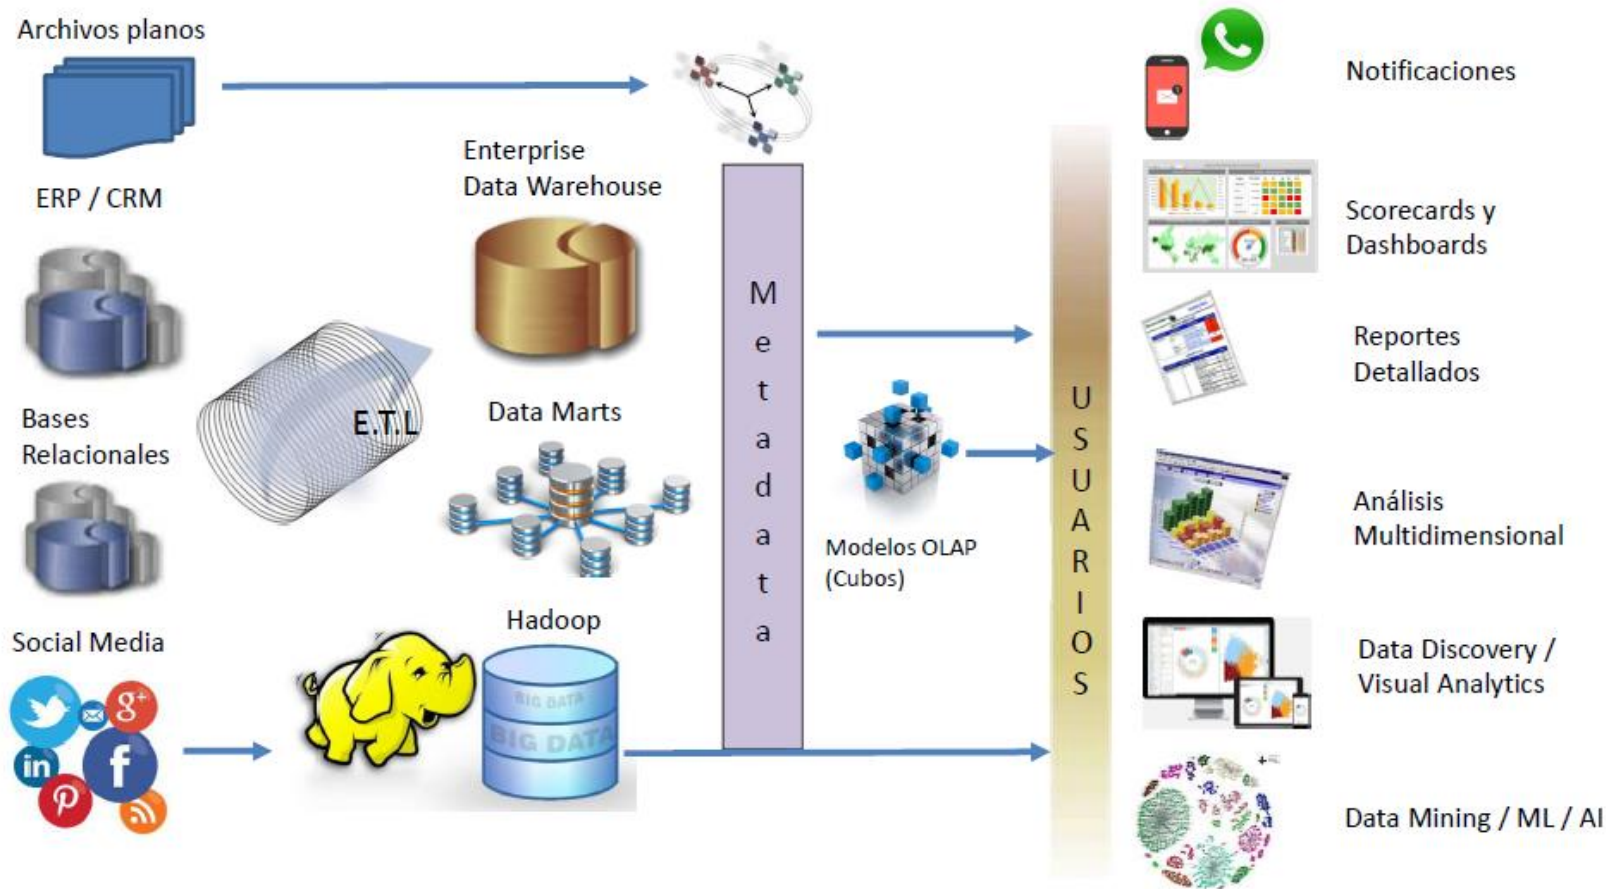 Archivos planos
ERP / CRM
Bases
Relacionales
Social Media
E.T.L
Enterprise
Data Warehouse
Data Marts
Hadoop
BIG DATA
BIG DATA
g+
in
f
M
e
t
a
d
a
t
a
Modelos OLAP
(Cubos)
U
S
U
A
R
I
O
S
Notificaciones
Scorecards y
Dashboards
Reportes
Detallados
Análisis
Multidimensional
Data Discovery /
Visual Analytics
Data Mining / ML / AI